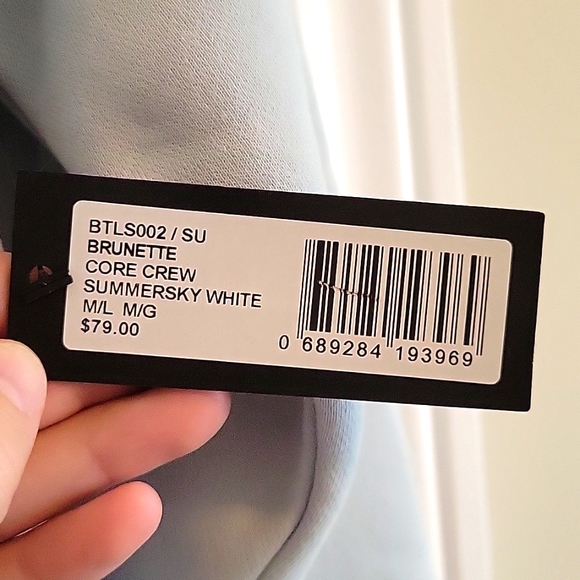 BTLS002 / SU
BRUNETTE
CORE CREW
SUMMERSKY WHITE
M/L M/G
$79.00
0 689284 193969